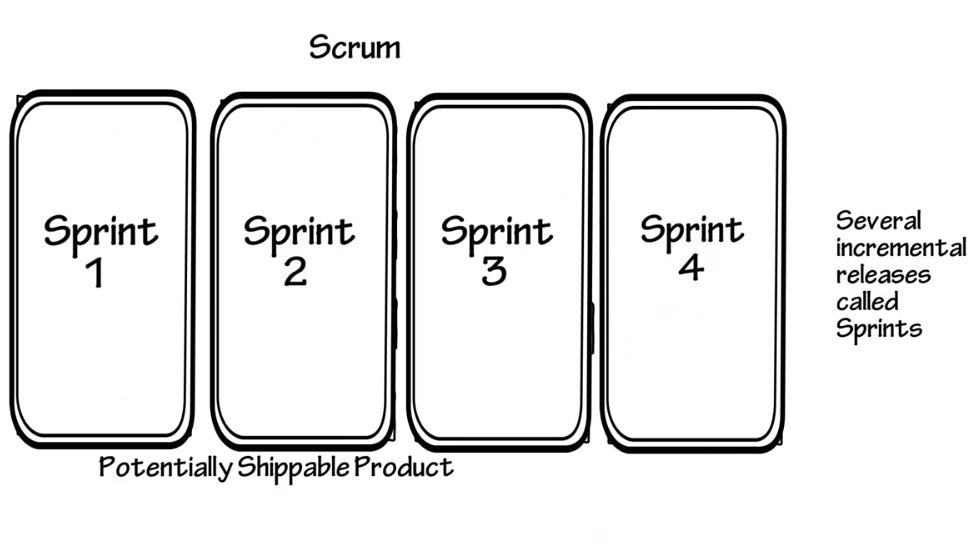 Scrum
Sprint
1
Sprint
2
Sprint
3
Sprint
4
Several
incremental
releases
called
Sprints
Potentially Shippable Product